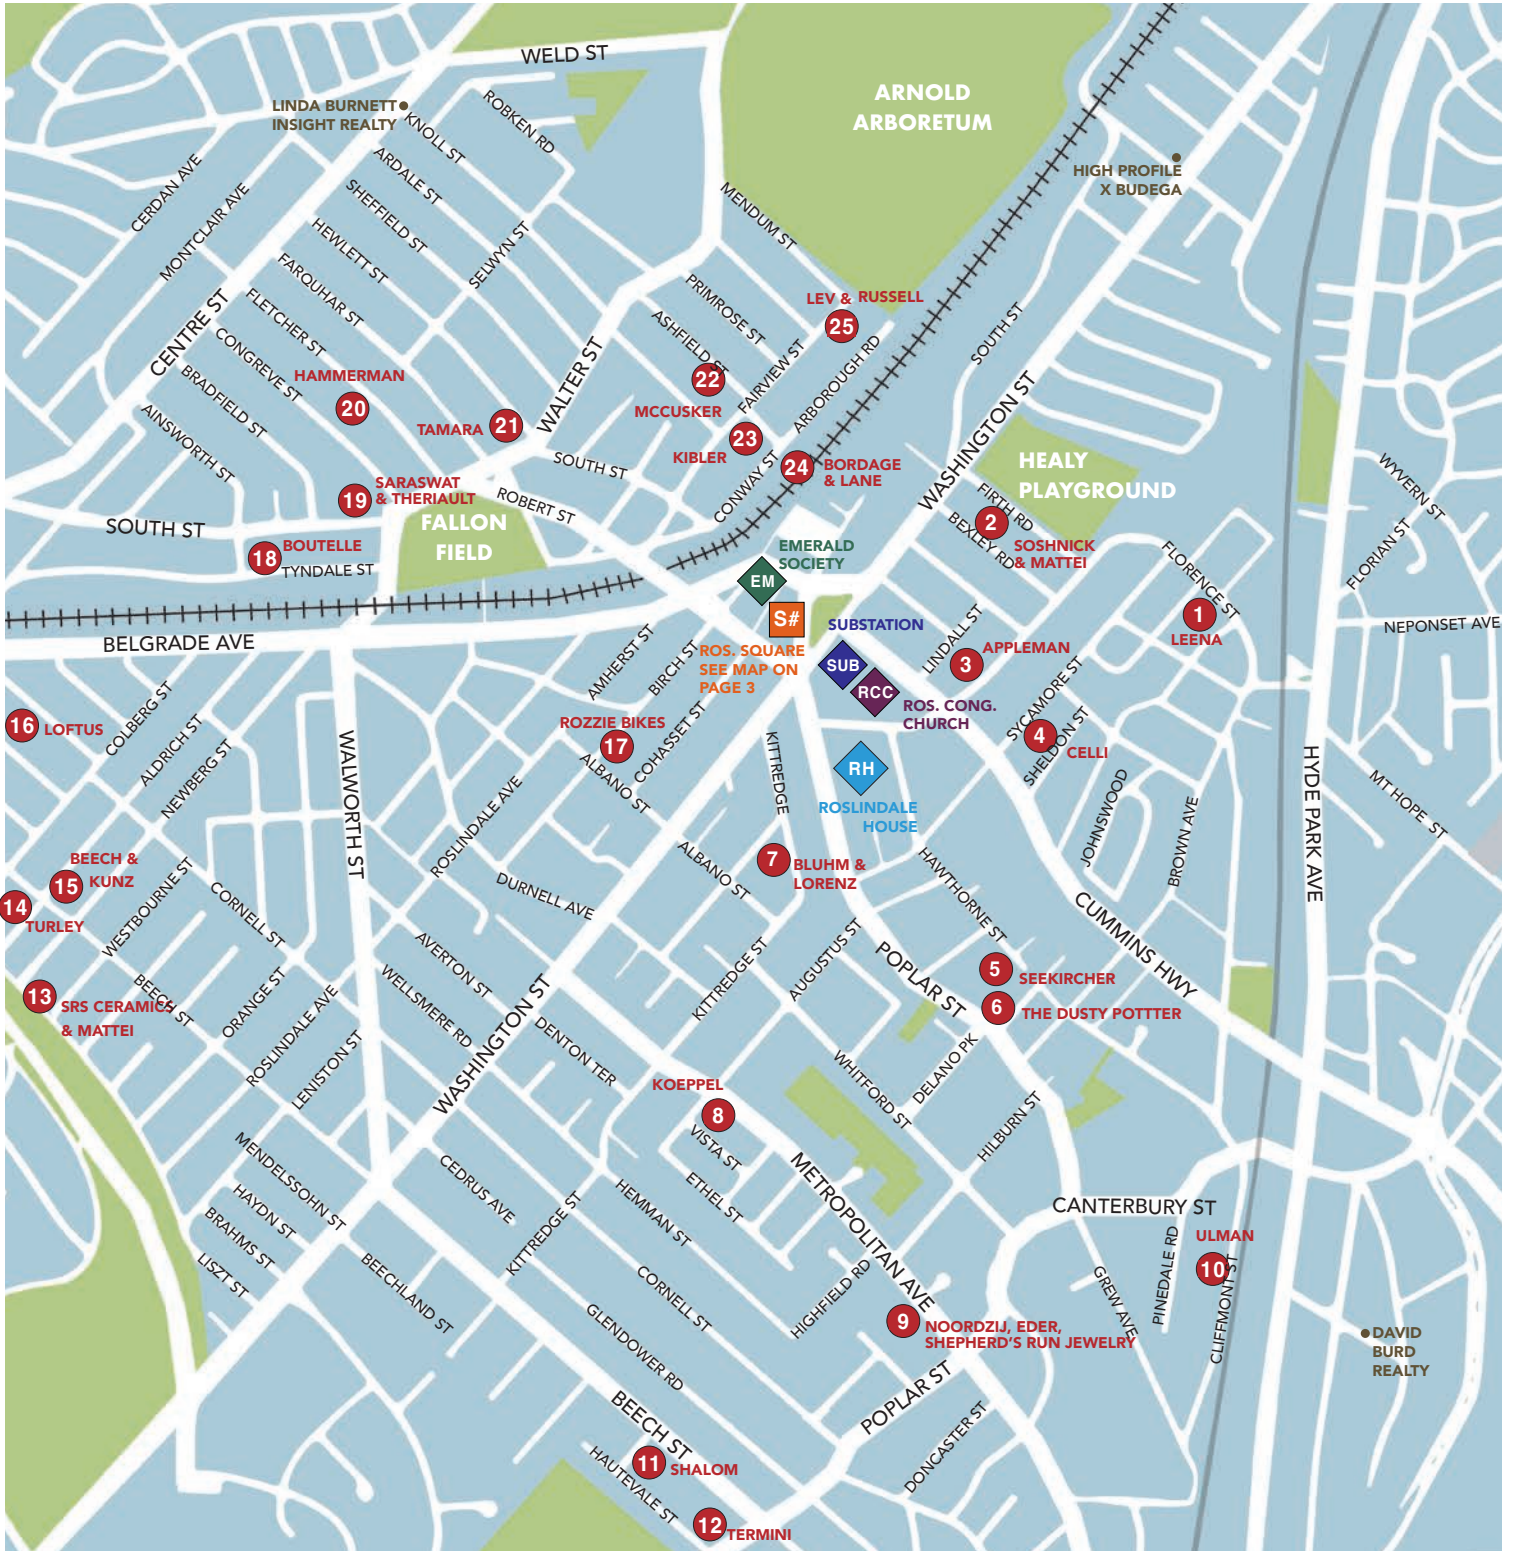 WELD ST
ARNOLD
ARBORETUM
LINDA BURNETT
INSIGHT REALTY
KNOLL ST
ROBKEN RD
ARDALE ST
SHEFFIELD ST
HEWLETT ST
SELWYN ST
FARQUHAR ST
FLETCHER ST
CONGREVE ST
BRADFIELD ST
AINSWORTH ST
CERDAN AVE
MONTCLAIR AVE
CENTRE ST
MENDUM ST
HIGH PROFILE
X BUDEGA
PRIMROSE ST
ASHFIELD ST
LEV & RUSSELL
25
FAIRVIEW ST
ARBOROUGH RD
SOUTH ST
WALTER ST
HAMMERMAN
20
TAMARA
21
22
MCCUSKER
23
KIBLER
24
BORDAGE
& LANE
CONWAY ST
SOUTH ST
ROBERT ST
WASHINGTON ST
HEALY
PLAYGROUND
FIRTH RD
BEXLEY RD
2
SOSHNICK
& MATTEI
WYVERN ST
FLORIAN ST
NEPONSET AVE
FLORENCE ST
1
LEENA
19
SARASWAT
& THERIAULT
FALLON
FIELD
SOUTH ST
18
BOUTELLE
TYNDALE ST
BELGRADE AVE
EMERALD
SOCIETY
EM
S#
ROS. SQUARE
SEE MAP ON
PAGE 3
SUBSTATION
SUB
RCC
ROS. CONG.
CHURCH
LINDALL ST
3
APPLEMAN
SYCAMORE ST
SHELDON ST
4
CELLI
RH
ROSLINDALE
HOUSE
AMHERST ST
BIRCH ST
COHASSET ST
ROZZIE BIKES
17
ALBANO ST
KITTREDGE
16
LOFTUS
COLBERG ST
ALDRICH ST
NEWBERG ST
WALWORTH ST
ROSLINDALE AVE
HYDE PARK AVE
MT HOPE ST
JOHNSWOOD
BROWN AVE
7
BLUHM &
LORENZ
ALBANO ST
BEECH &
KUNZ
15
14
TURLEY
WESTBOURNE ST
CORNELL ST
DURNELL AVE
HAWTHORNE ST
CUMMINS HWY
AUGUSTUS ST
POPLAR ST
KITTREDGE ST
AVERTON ST
WELLSMERE RD
WASHINGTON ST
5
SEEKIRCHER
6
THE DUSTY POTTTER
13
SRS CERAMICS
& MATTEI
BEECH ST
ORANGE ST
ROSLINDALE AVE
LENISTON ST
DENTON TER
WHITFORD ST
DELANO PK
HILBURN ST
KOEPPEL
8
VISTA ST
ETHEL ST
METROPOLITAN AVE
MENDELSSOHN ST
HAYDN ST
BRAHMS ST
LISZT ST
CEDRUS AVE
KITTREDGE ST
HEMMAN ST
CORNELL ST
BEECHLAND ST
GLENDOWER RD
HIGHFIELD RD
CANTERBURY ST
GREW AVE
PINEDALE RD
ULMAN
10
CLIFFMONT ST
9
NOORDZIJ, EDER,
SHEPHERD'S RUN JEWELRY
DAVID
BURD
REALTY
POPLAR ST
DONCASTER ST
BEECH ST
HAUTEVALE ST
11
SHALOM
12
TERMINI